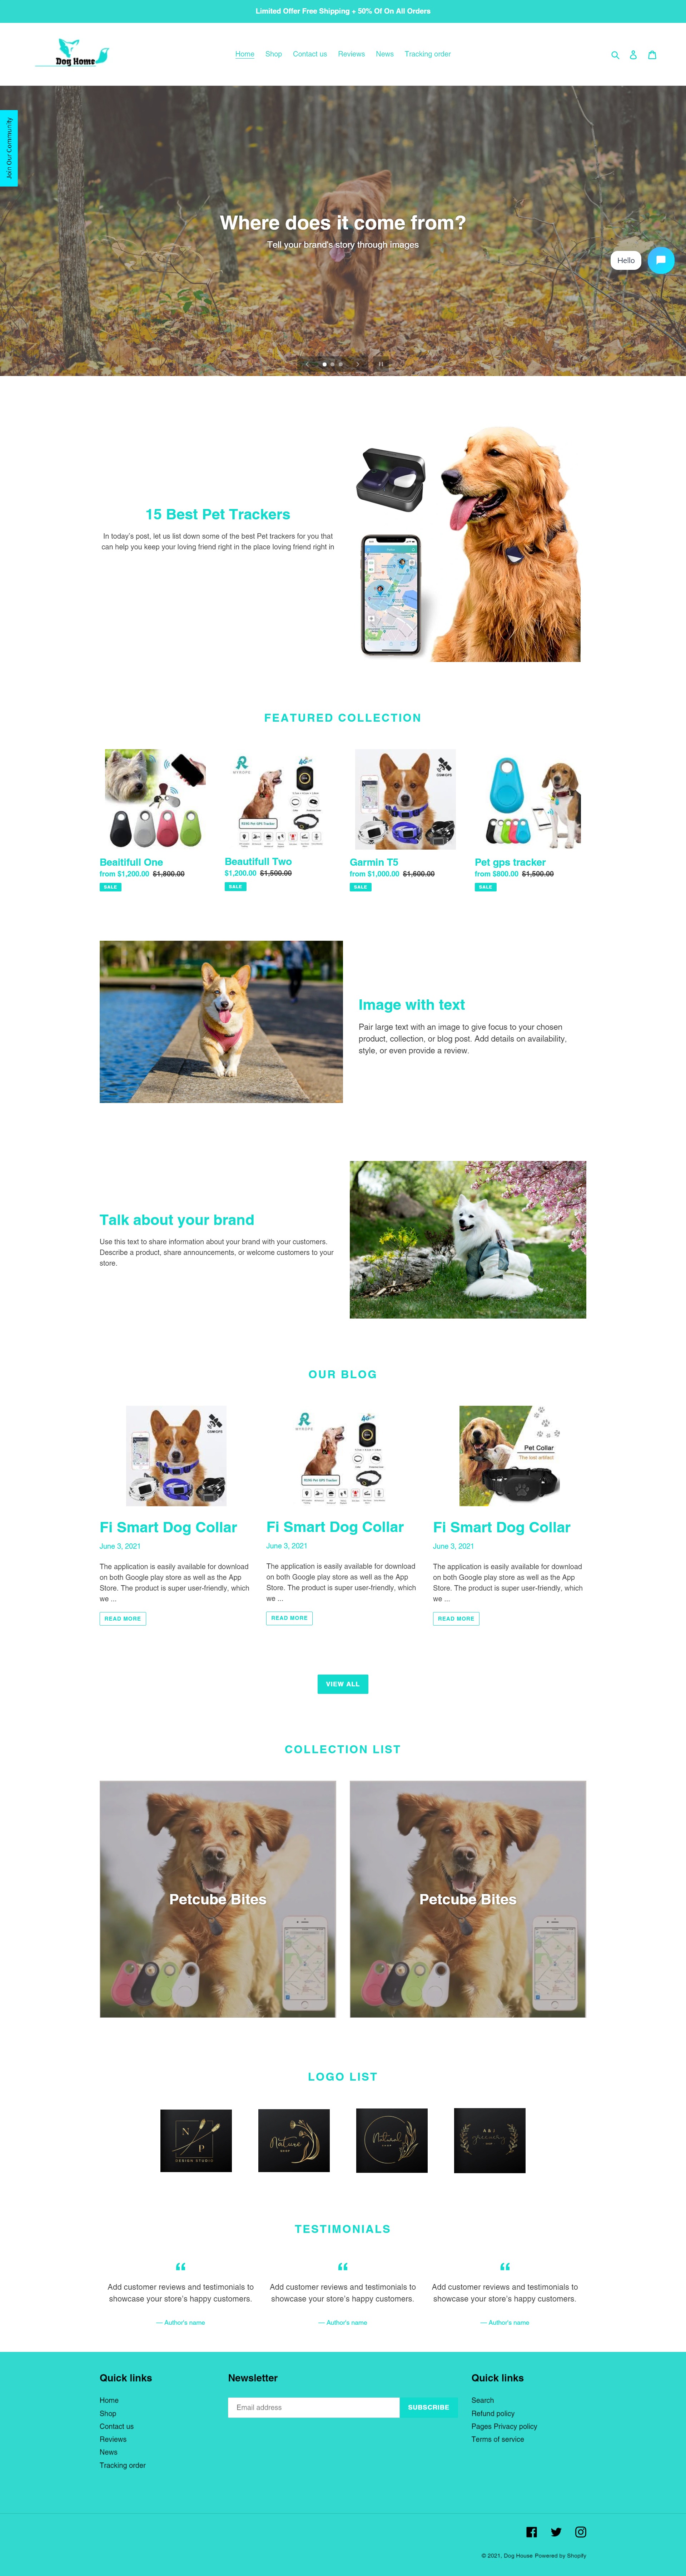 Limited Offer Free Shipping + 50% Of On All Orders
Dog Home
Home Shop Contact us Reviews News Tracking order
Join Our Community
Where does it come from?
Tell your brand's story through images
Hello
15 Best Pet Trackers
In today's post, let us list down some of the best Pet trackers for you that
can help you keep your loving friend right in the place loving friend right in
FEATURED COLLECTION
Beaitifull One
from $1,200.00 $1,800.00
SALE
Beautifull Two
$1,200.00 $1,500.00
SALE
Garmin T5
from $1,000.00 $1,600.00
SALE
Pet gps tracker
from $800.00 $1,500.00
SALE
Image with text
Pair large text with an image to give focus to your chosen
product, collection, or blog post. Add details on availability,
style, or even provide a review.
Talk about your brand
Use this text to share information about your brand with your customers.
Describe a product, share announcements, or welcome customers to your
store.
OUR BLOG
Pet Collar
Fi Smart Dog Collar
June 3, 2021
The application is easily available for download
on both Google play store as well as the App
Store. The product is super user-friendly, which
we ...
READ MORE
Fi Smart Dog Collar
June 3, 2021
The application is easily available for download
on both Google play store as well as the App
Store. The product is super user-friendly, which
we ...
READ MORE
Fi Smart Dog Collar
June 3, 2021
The application is easily available for download
on both Google play store as well as the App
Store. The product is super user-friendly, which
we ...
READ MORE
VIEW ALL
COLLECTION LIST
Petcube Bites
Petcube Bites
LOGO LIST
N P
DESIGN STUDIO
Nature
Natural
A & J
TESTIMONIALS
“
Add customer reviews and testimonials to
showcase your store's happy customers.
— Author's name
“
Add customer reviews and testimonials to
showcase your store's happy customers.
— Author's name
“
Add customer reviews and testimonials to
showcase your store's happy customers.
— Author's name
Quick links
Home
Shop
Contact us
Reviews
News
Tracking order
Newsletter
Email address SUBSCRIBE
Quick links
Search
Refund policy
Pages Privacy policy
Terms of service
© 2021, Dog House Powered by Shopify